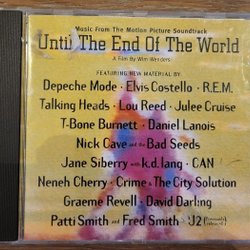 Music From The Motion Picture Soundtrack
Until The End Of The World
A Film By Wim Wenders
FEATURING NEW MATERIAL BY:
Depeche Mode · Elvis Costello · R.E.M.
Talking Heads · Lou Reed · Julee Cruise
T-Bone Burnett · Daniel Lanois
Nick Cave and the Bad Seeds
Jane Siberry with k.d. lang · CAN
Neneh Cherry · Crime & The City Solution
Graeme Revell · David Darling
Patti Smith and Fred Smith · U2